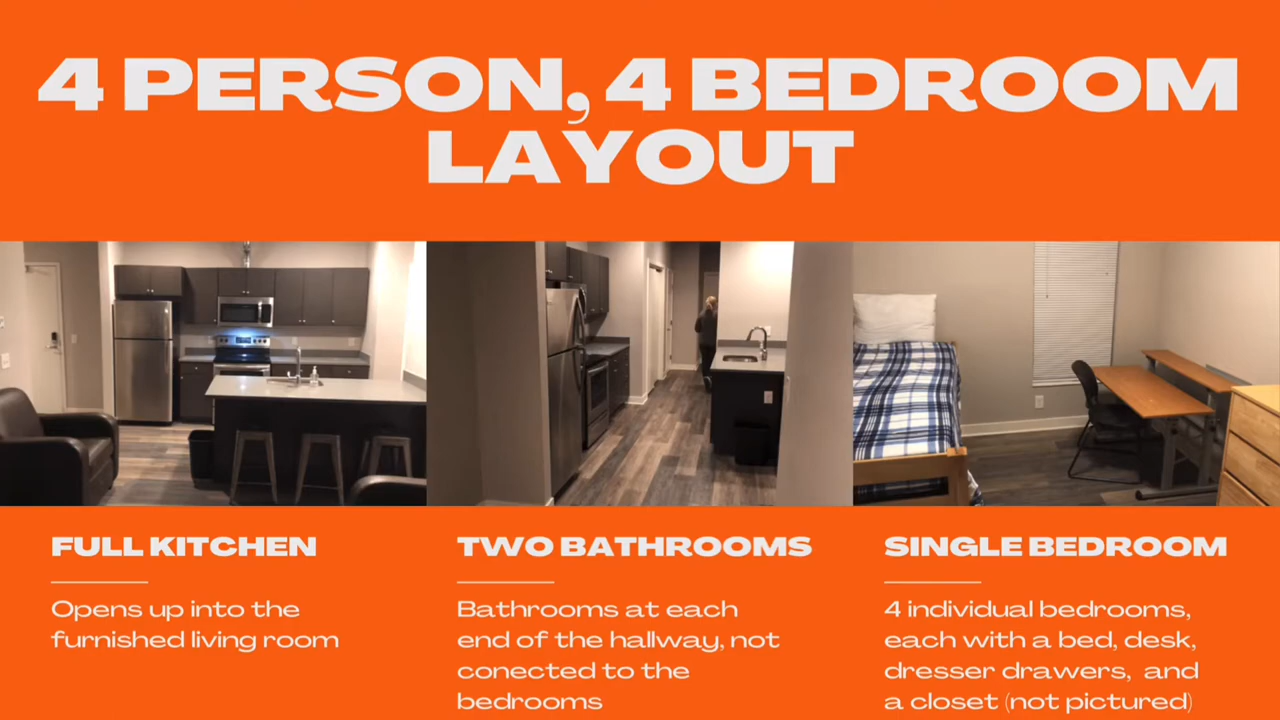 4 PERSON, 4 BEDROOM
LAYOUT
FULL KITCHEN
Opens up into the
furnished living room
TWO BATHROOMS
Bathrooms at each
end of the hallway, not
conected to the
bedrooms
SINGLE BEDROOM
4 individual bedrooms,
each with a bed, desk,
dresser drawers, and
a closet (not pictured)